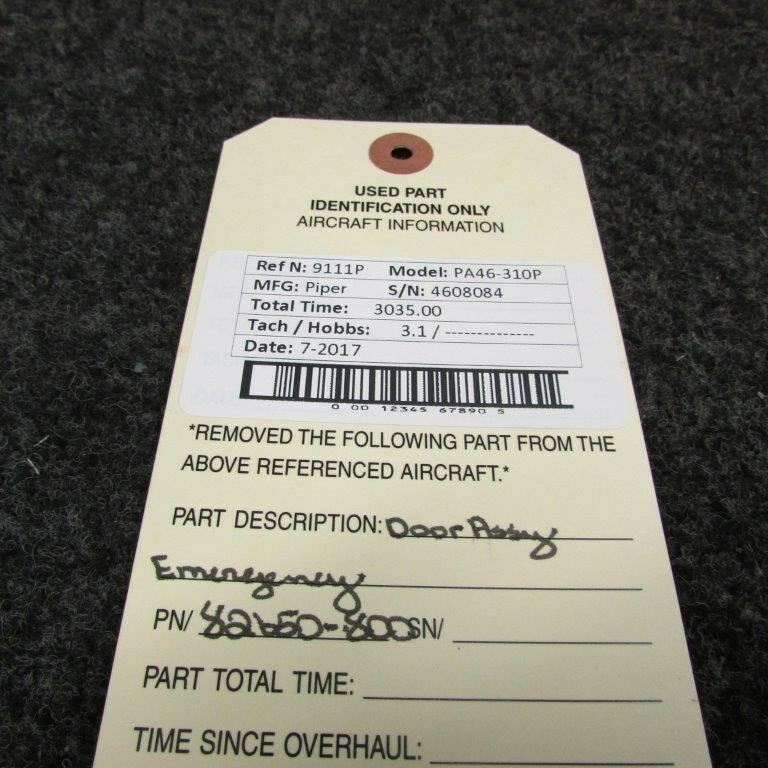 USED PART
IDENTIFICATION ONLY
AIRCRAFT INFORMATION
Ref N: 9111P Model: PA46-310P
MFG: Piper S/N: 4608084
Total Time: 3035.00
Tach / Hobbs: 3.1 / --------------
Date: 7-2017
0 00 12345 67890 5
*REMOVED THE FOLLOWING PART FROM THE
ABOVE REFERENCED AIRCRAFT.*
PART DESCRIPTION: Door Assy
Emeregency
PN/ 82650-800 SN/
PART TOTAL TIME:
TIME SINCE OVERHAUL: